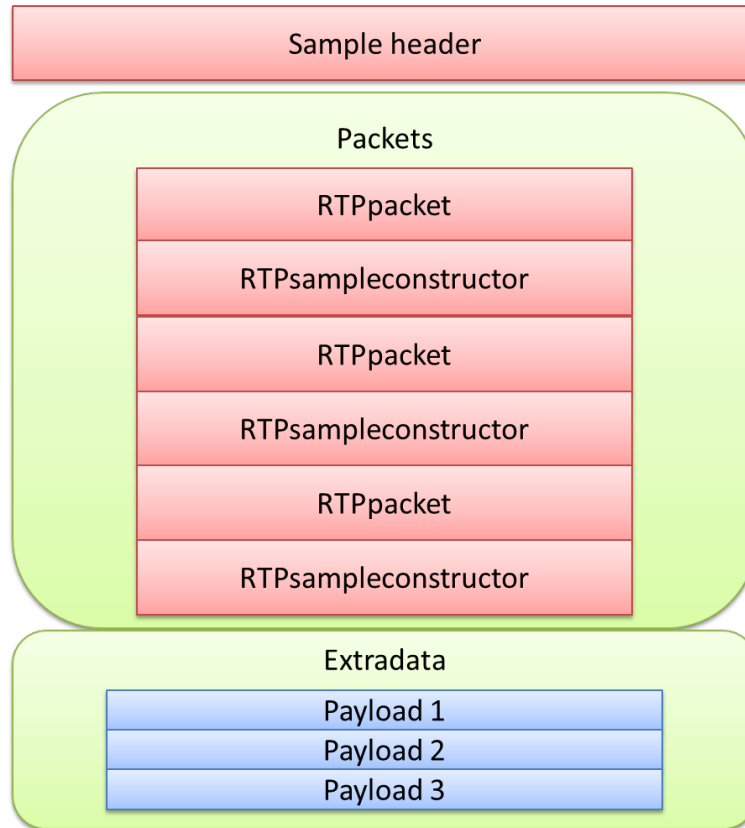 Sample header
Packets
RTPpacket
RTPsampleconstructor
RTPpacket
RTPsampleconstructor
RTPpacket
RTPsampleconstructor
Extradata
Payload 1
Payload 2
Payload 3